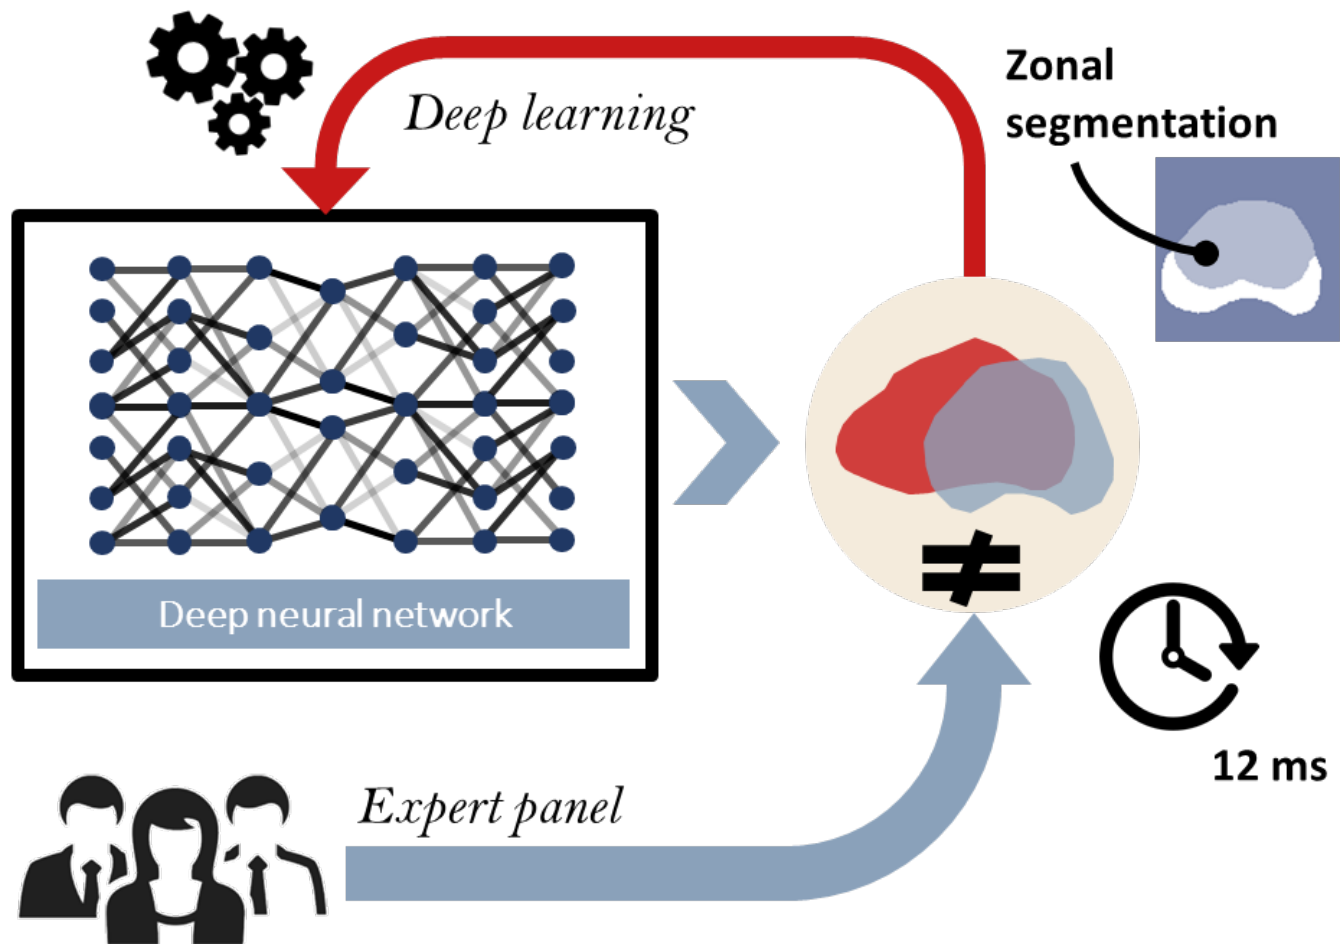 Zonal
segmentation
Deep learning
Deep neural network
≠
12 ms
Expert panel